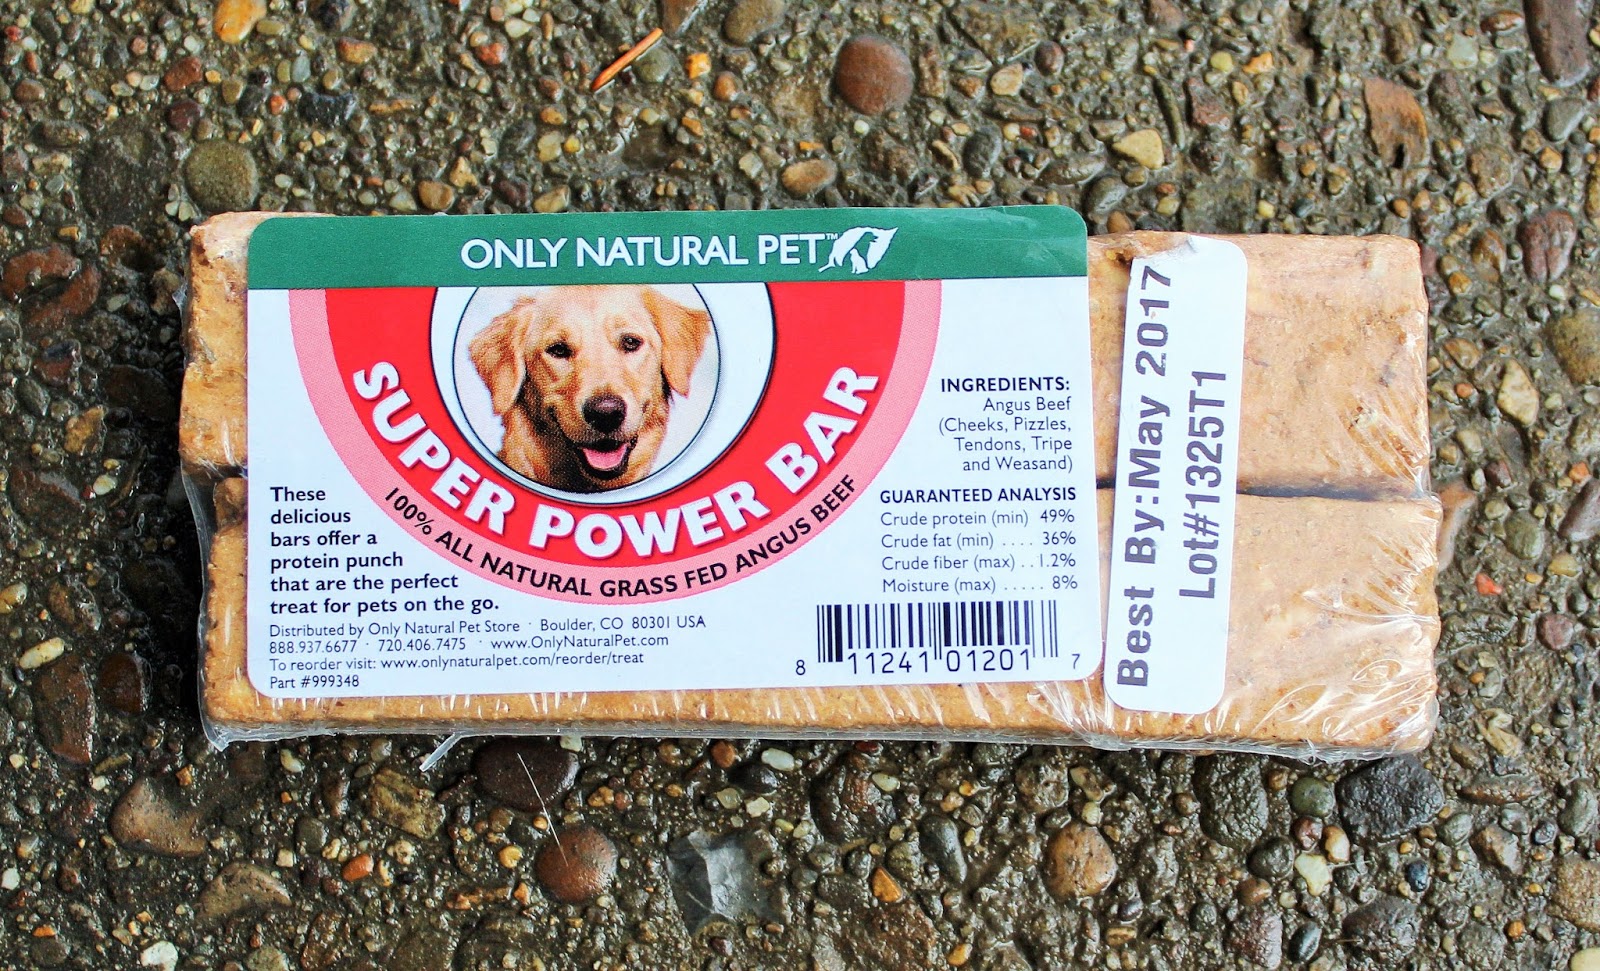 ONLY NATURAL PET™
SUPER POWER BAR
100% ALL NATURAL GRASS FED ANGUS BEEF
These
delicious
bars offer a
protein punch
that are the perfect
treat for pets on the go.
Distributed by Only Natural Pet Store · Boulder, CO 80301 USA
888.937.6677 · 720.406.7475 · www.OnlyNaturalPet.com
To reorder visit: www.onlynaturalpet.com/reorder/treat
Part #999348
INGREDIENTS:
Angus Beef
(Cheeks, Pizzles,
Tendons, Tripe
and Weasand)
GUARANTEED ANALYSIS
Crude protein (min) 49%
Crude fat (min) .... 36%
Crude fiber (max) .. 1.2%
Moisture (max) ..... 8%
8 11241 01201 7
Best By:May 2017
Lot#1325T1